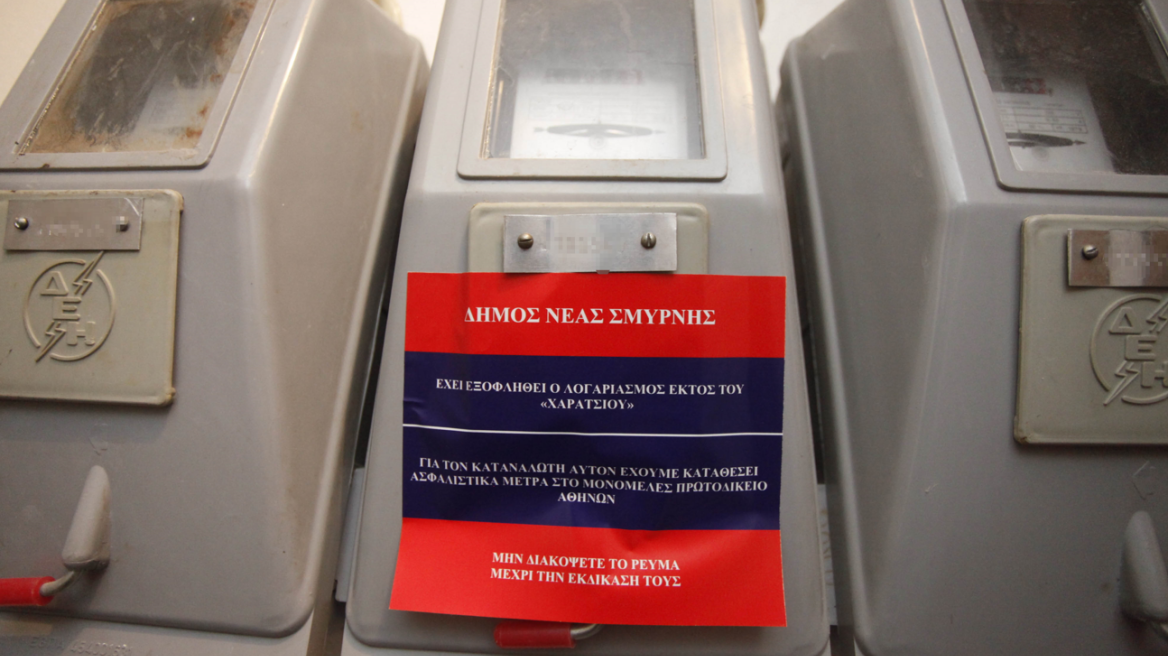 ΔΕΗ
ΔΗΜΟΣ ΝΕΑΣ ΣΜΥΡΝΗΣ
ΕΧΕΙ ΕΞΟΦΛΗΘΕΙ Ο ΛΟΓΑΡΙΑΣΜΟΣ ΕΚΤΟΣ ΤΟΥ
«ΧΑΡΑΤΣΙΟΥ»
ΓΙΑ ΤΟΝ ΚΑΤΑΝΑΛΩΤΗ ΑΥΤΟΝ ΕΧΟΥΜΕ ΚΑΤΑΘΕΣΕΙ
ΑΣΦΑΛΙΣΤΙΚΑ ΜΕΤΡΑ ΣΤΟ ΜΟΝΟΜΕΛΕΣ ΠΡΩΤΟΔΙΚΕΙΟ
ΑΘΗΝΩΝ
ΜΗΝ ΔΙΑΚΟΨΕΤΕ ΤΟ ΡΕΥΜΑ
ΜΕΧΡΙ ΤΗΝ ΕΚΔΙΚΑΣΗ ΤΟΥΣ
ΔΕΗ